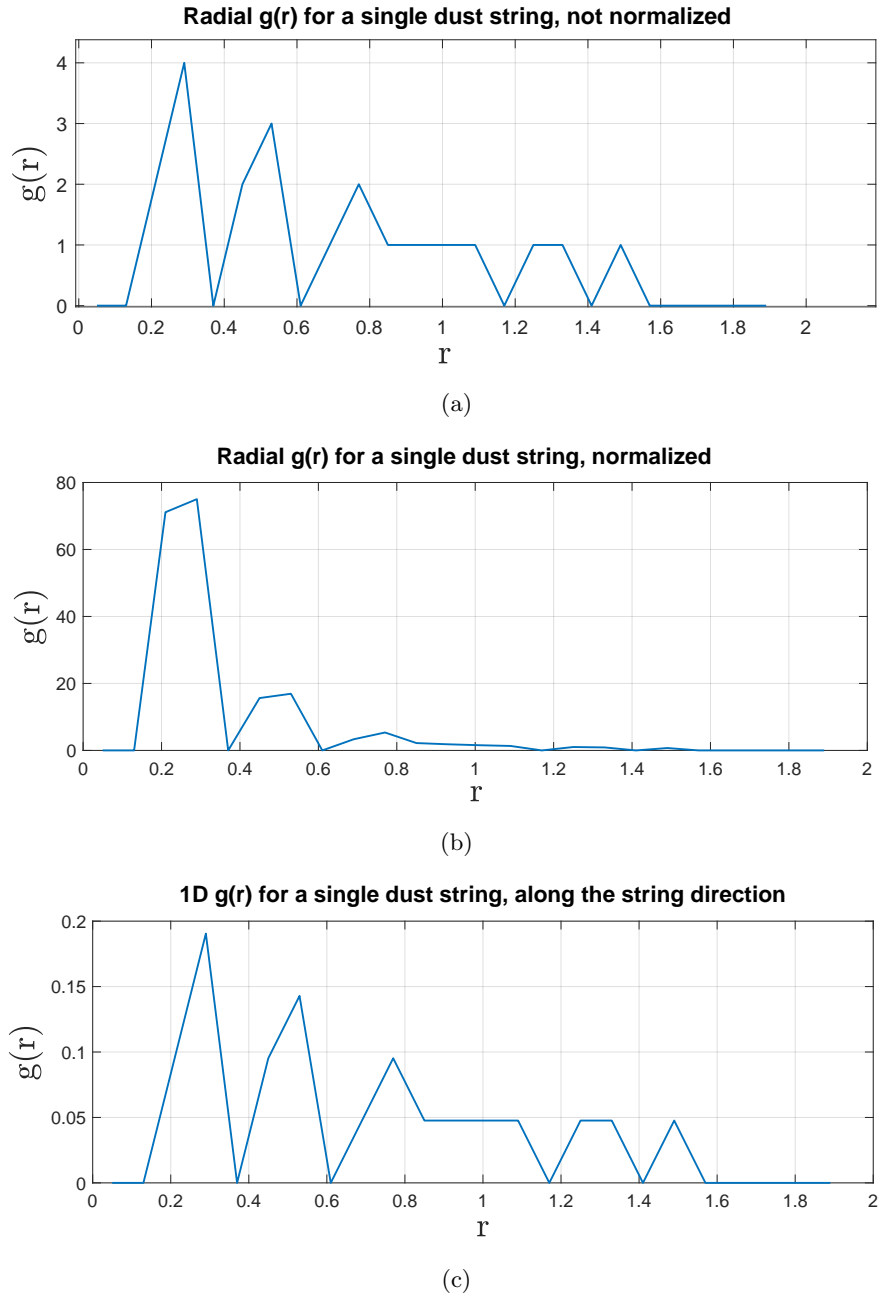 Radial g(r) for a single dust string, not normalized
4
3
2
1
0
g(r)
0 0.2 0.4 0.6 0.8 1 1.2 1.4 1.6 1.8 2
r
(a)
Radial g(r) for a single dust string, normalized
80
60
40
20
0
g(r)
0 0.2 0.4 0.6 0.8 1 1.2 1.4 1.6 1.8 2
r
(b)
1D g(r) for a single dust string, along the string direction
0.2
0.15
0.1
0.05
0
g(r)
0 0.2 0.4 0.6 0.8 1 1.2 1.4 1.6 1.8 2
r
(c)